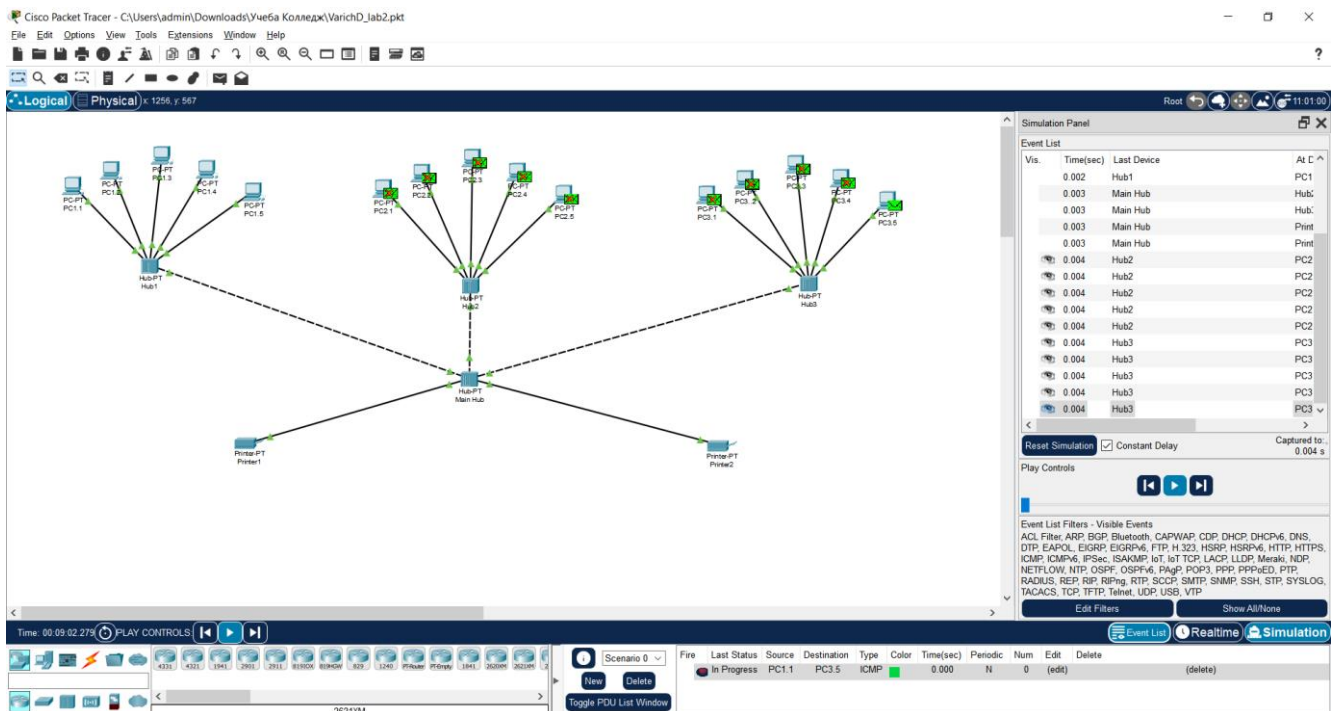 Cisco Packet Tracer - C:\Users\admin\Downloads\Учеба Колледж\VarichD_lab2.pkt
File Edit Options View Tools Extensions Window Help
?
Logical Physical x: 1256, y: 567
Root 11:01:00
PC-PT
PC1.1
PC-PT
PC-PT
PC1.3
PC-PT
PC1.4
PC-PT
PC1.5
Hub-PT
Hub1
PC-PT
PC2.1
PC-PT
PC-PT
PC-PT
PC2.4
PC-PT
PC2.5
Hub-PT
Hub2
PC-PT
PC3.1
PC-PT
PC-PT
PC-PT
PC3.4
PC-PT
PC3.5
Hub-PT
Hub3
Hub-PT
Main Hub
Printer-PT
Printer1
Printer-PT
Printer2
Simulation Panel
Event List
Vis. Time(sec) Last Device At
0.002 Hub1 PC1
0.003 Main Hub
0.003 Main Hub
0.003 Main Hub Print
0.003 Main Hub Print
0.004 Hub2 PC2
0.004 Hub2 PC2
0.004 Hub2 PC2
0.004 Hub2 PC2
0.004 Hub2 PC2
0.004 Hub3 PC3
0.004 Hub3 PC3
0.004 Hub3 PC3
0.004 Hub3 PC3
0.004 Hub3 PC3
Reset Simulation Constant Delay Captured to:
0.004 s
Play Controls
Event List Filters - Visible Events
ACL Filter, ARP, BGP, Bluetooth, CAPWAP, CDP, DHCP, DHCPv6, DNS,
DTP, EAPOL, EIGRP, EIGRPv6, FTP, H.323, HSRP, HSRPv6, HTTP, HTTPS,
ICMP, ICMPv6, IPSec, ISAKMP, IoT, IoT TCP, LACP, LLDP, Meraki, NDP,
NETFLOW, NTP, OSPF, OSPFv6, PAgP, POP3, PPP, PPPoED, PTP,
RADIUS, REP, RIP, RIPng, RTP, SCCP, SMTP, SNMP, SSH, STP, SYSLOG,
TACACS, TCP, TFTP, Telnet, UDP, USB, VTP
Edit Filters Show All/None
Time: 00:09:02.279 PLAY CONTROLS:
Event List Realtime Simulation
4331 4321 1941 2901 2911 819IOX 819HGW 829 1240 PT-Router PT-Empty 1841 2620XM 2621XM
2621XM
Scenario 0
New Delete
Toggle PDU List Window
Fire Last Status Source Destination Type Color Time(sec) Periodic Num Edit Delete
In Progress PC1.1 PC3.5 ICMP 0.000 N 0 (edit) (delete)